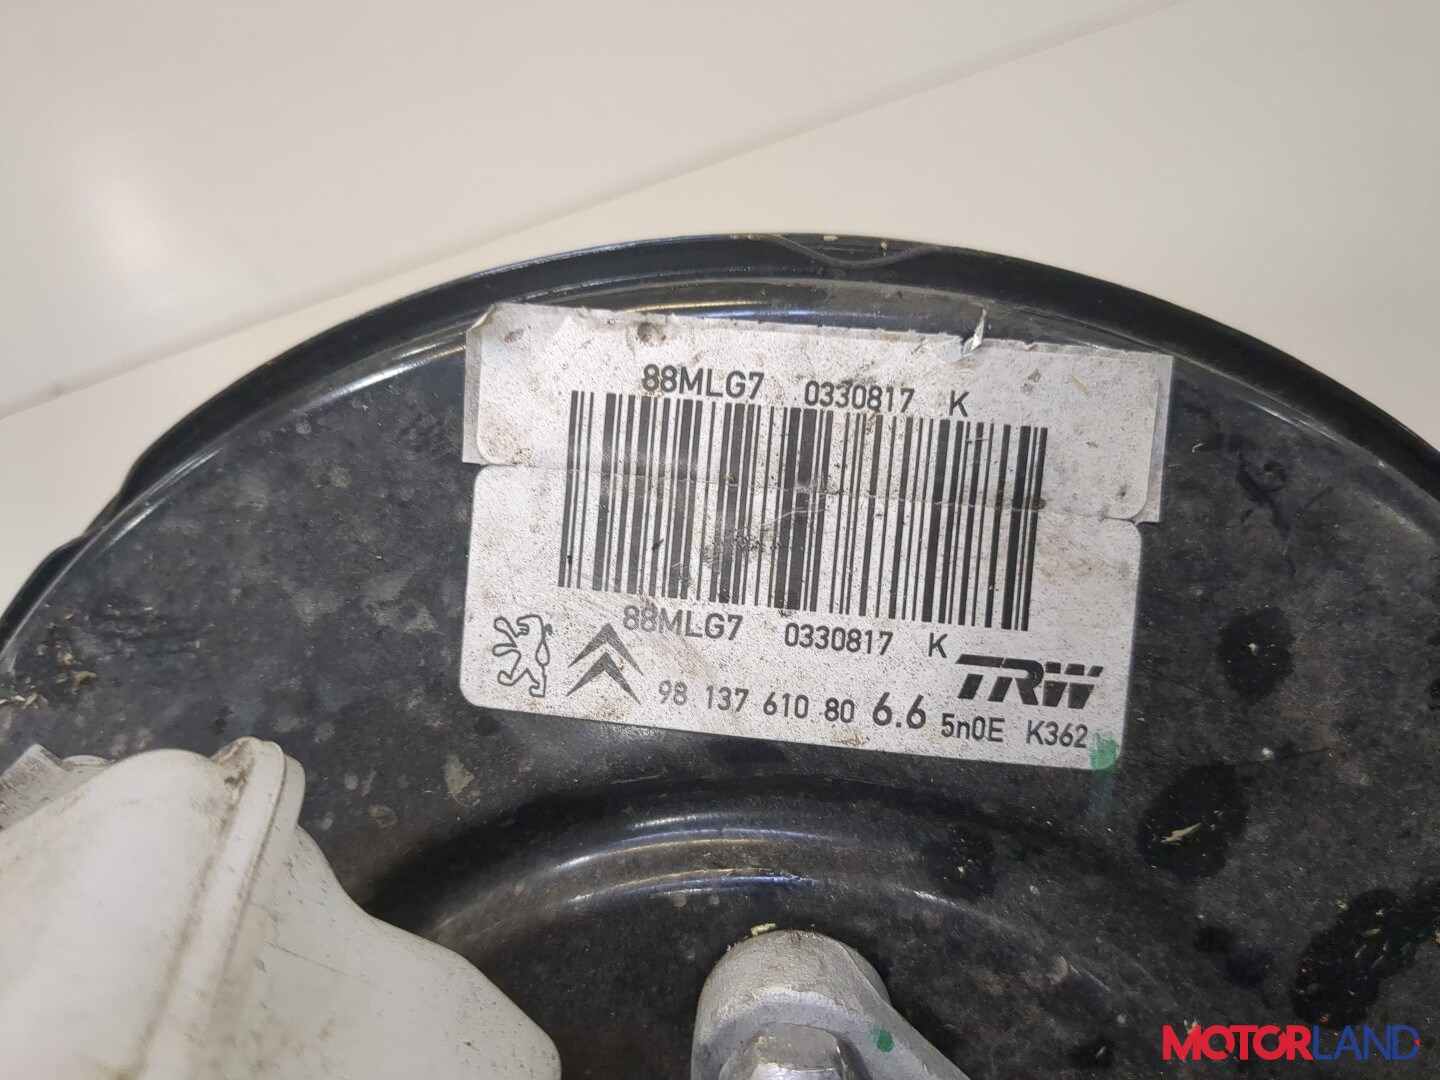 88MLG7 0330817 K
88MLG7 0330817 K
TRW
98 137 610 80 6.6 5n0E K362
MOTORLAND